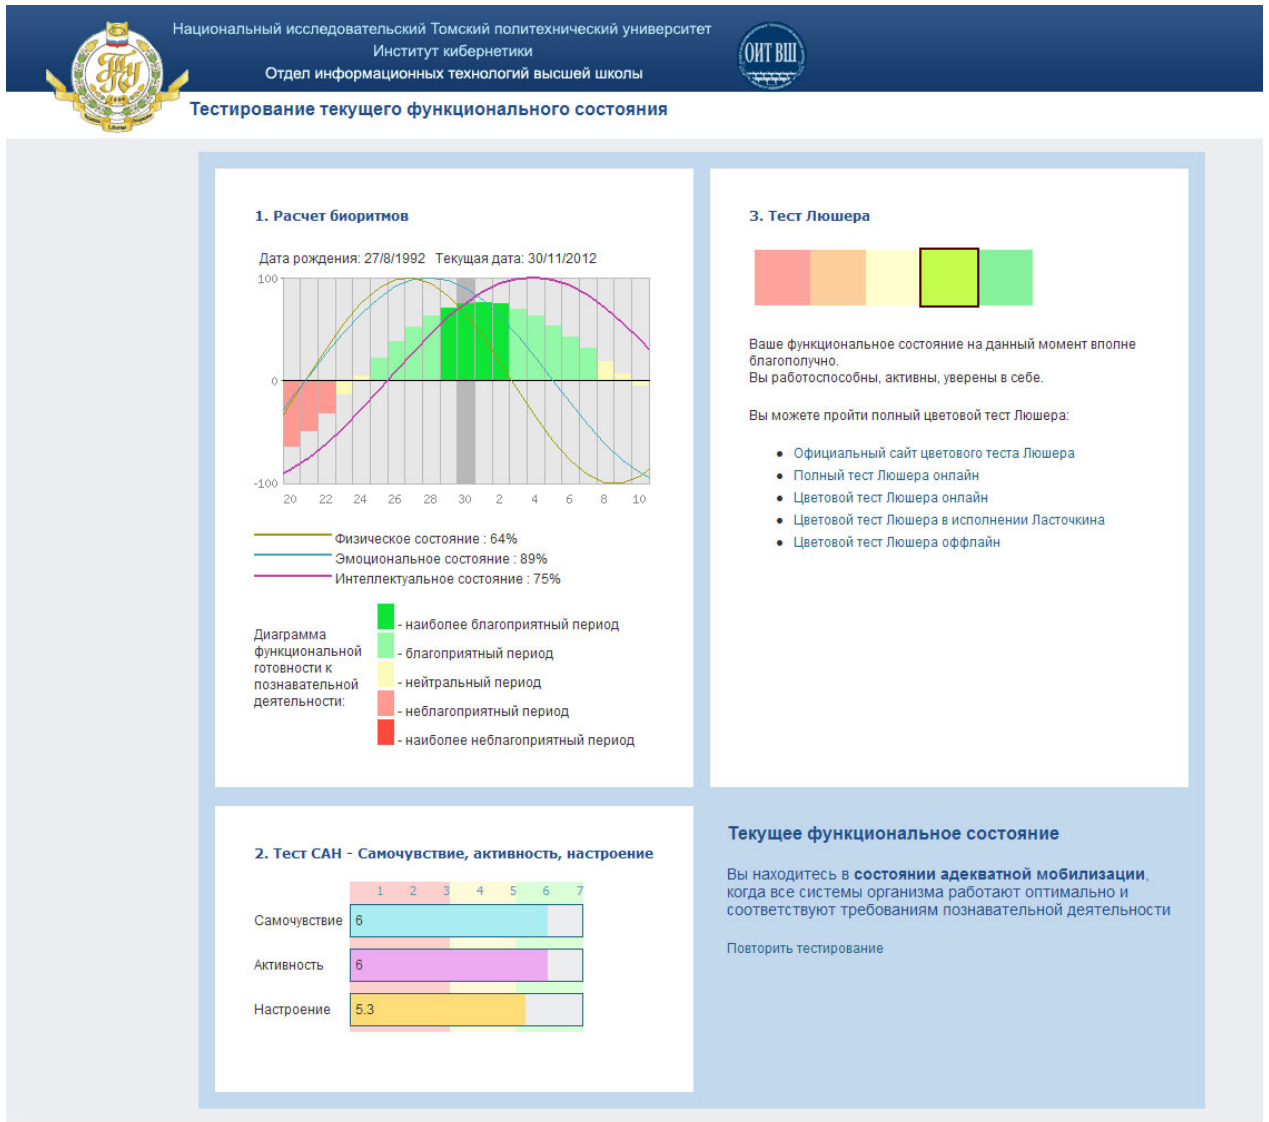 Национальный исследовательский Томский политехнический университет
Институт кибернетики
Отдел информационных технологий высшей школы
ОИТ ВШ
Тестирование текущего функционального состояния
1. Расчет биоритмов
Дата рождения: 27/8/1992 Текущая дата: 30/11/2012
100
0
-100
20 22 24 26 28 30 2 4 6 8 10
Физическое состояние : 64%
Эмоциональное состояние : 89%
Интеллектуальное состояние : 75%
Диаграмма
функциональной
готовности к
познавательной
деятельности:
- наиболее благоприятный период
- благоприятный период
- нейтральный период
- неблагоприятный период
- наиболее неблагоприятный период
3. Тест Люшера
Ваше функциональное состояние на данный момент вполне
благополучно.
Вы работоспособны, активны, уверены в себе.
Вы можете пройти полный цветовой тест Люшера:
Официальный сайт цветового теста Люшера
Полный тест Люшера онлайн
Цветовой тест Люшера онлайн
Цветовой тест Люшера в исполнении Ласточкина
Цветовой тест Люшера оффлайн
2. Тест САН - Самочувствие, активность, настроение
1 2 3 4 5 6 7
Самочувствие 6
Активность 6
Настроение 5.3
Текущее функциональное состояние
Вы находитесь в состоянии адекватной мобилизации,
когда все системы организма работают оптимально и
соответствуют требованиям познавательной деятельности
Повторить тестирование